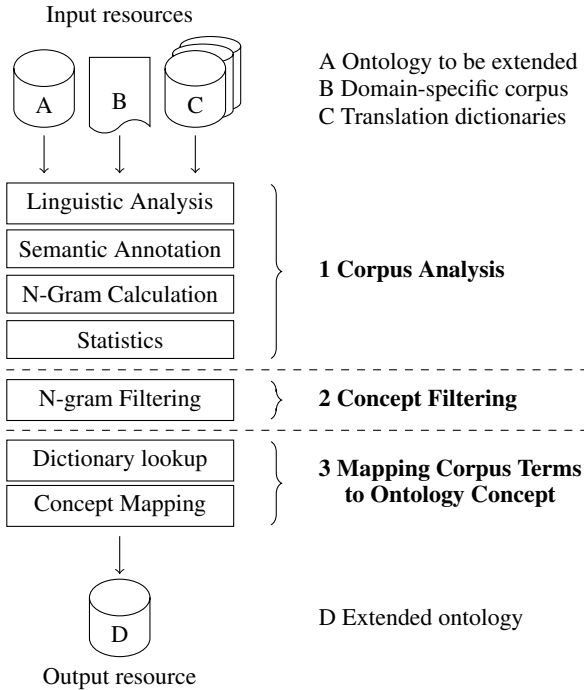 Input resources
A
B
C
A Ontology to be extended
B Domain-specific corpus
C Translation dictionaries
Linguistic Analysis
Semantic Annotation
N-Gram Calculation
Statistics
1 Corpus Analysis
N-gram Filtering
2 Concept Filtering
Dictionary lookup
Concept Mapping
3 Mapping Corpus Terms
to Ontology Concept
D
D Extended ontology
Output resource